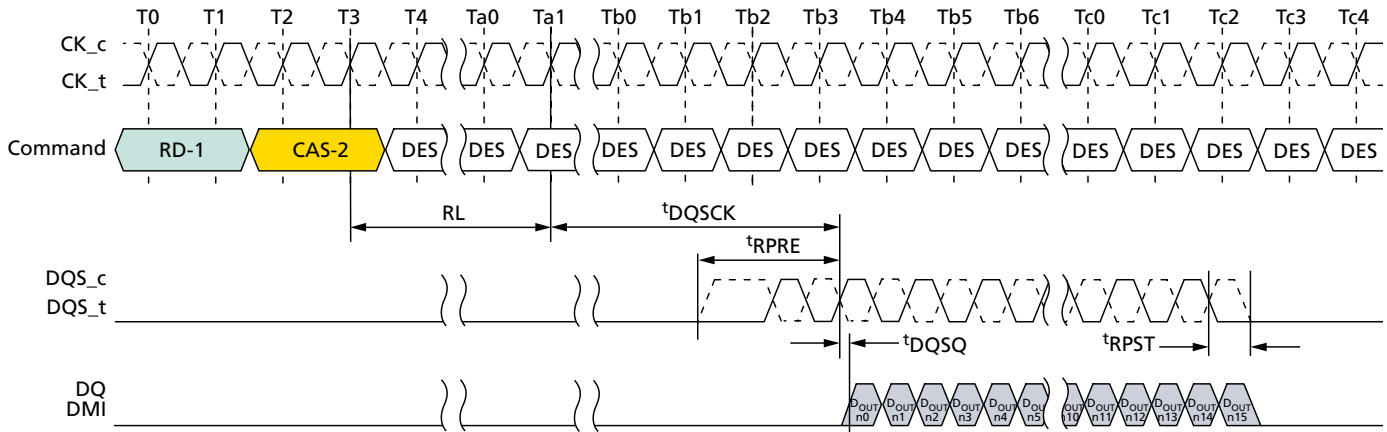 T0 T1 T2 T3 T4 Ta0 Ta1 Tb0 Tb1 Tb2 Tb3 Tb4 Tb5 Tb6 Tc0 Tc1 Tc2 Tc3 Tc4
CK_c
CK_t
Command RD-1 CAS-2 DES DES DES DES DES DES DES DES DES DES DES DES DES DES DES
RL tDQSCK
tRPRE
DQS_c
DQS_t
tDQSQ tRPST
DQ
DMI
DOUT n0 DOUT n1 DOUT n2 DOUT n3 DOUT n4 DOUT n5 DOUT n10 DOUT n11 DOUT n12 DOUT n13 DOUT n14 DOUT n15